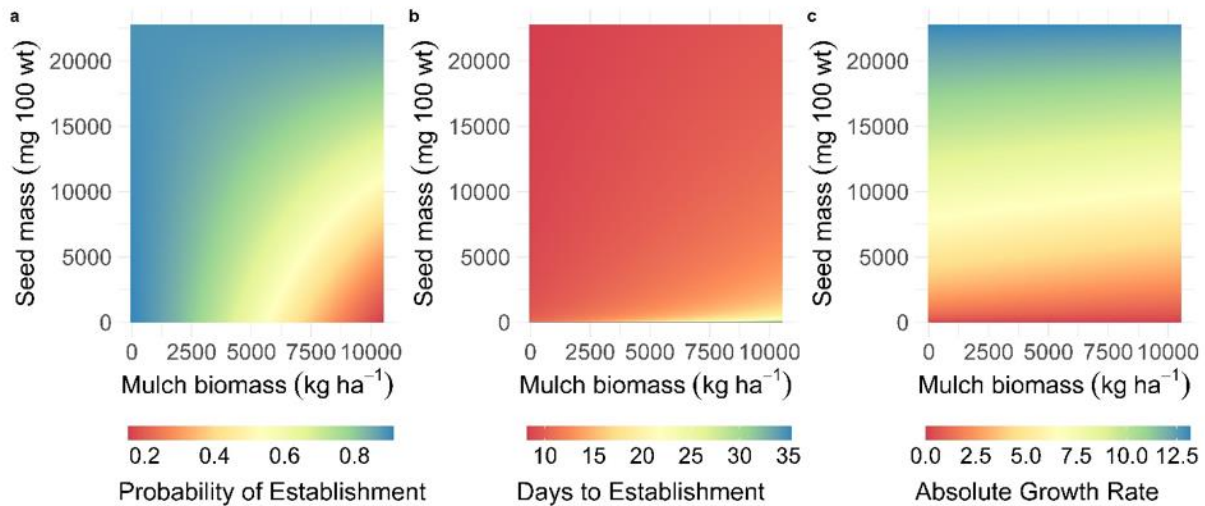 a
Seed mass (mg 100 wt)
20000
15000
10000
5000
0
0 2500 5000 7500 10000
Mulch biomass (kg ha⁻¹)
0.2 0.4 0.6 0.8
Probability of Establishment
b
Seed mass (mg 100 wt)
20000
15000
10000
5000
0
0 2500 5000 7500 10000
Mulch biomass (kg ha⁻¹)
10 15 20 25 30 35
Days to Establishment
c
Seed mass (mg 100 wt)
20000
15000
10000
5000
0
0 2500 5000 7500 10000
Mulch biomass (kg ha⁻¹)
0.0 2.5 5.0 7.5 10.0 12.5
Absolute Growth Rate